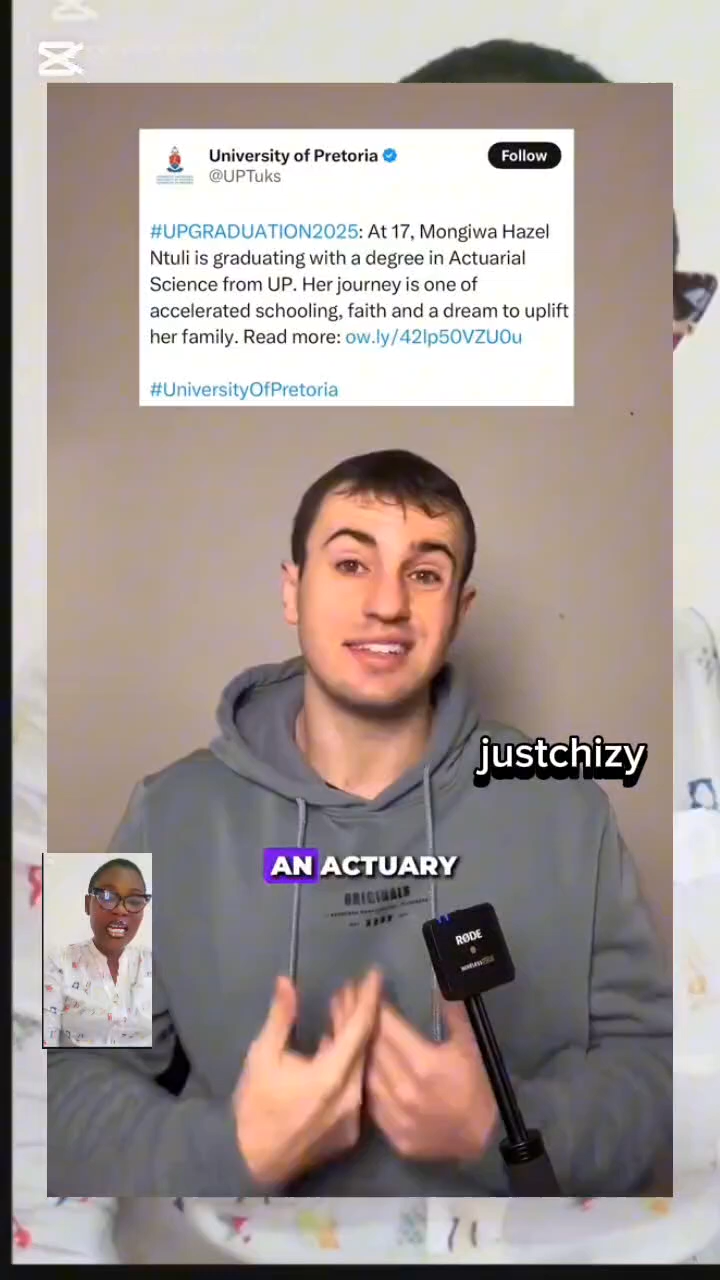 University of Pretoria
Follow
@UPTuks
#UPGRADUATION2025: At 17, Mongiwa Hazel
Ntuli is graduating with a degree in Actuarial
Science from UP. Her journey is one of
accelerated schooling, faith and a dream to uplift
her family. Read more: ow.ly/42lp50VZU0u
#UniversityOfPretoria
justchizy
AN ACTUARY
ORIGINALS
RØDE